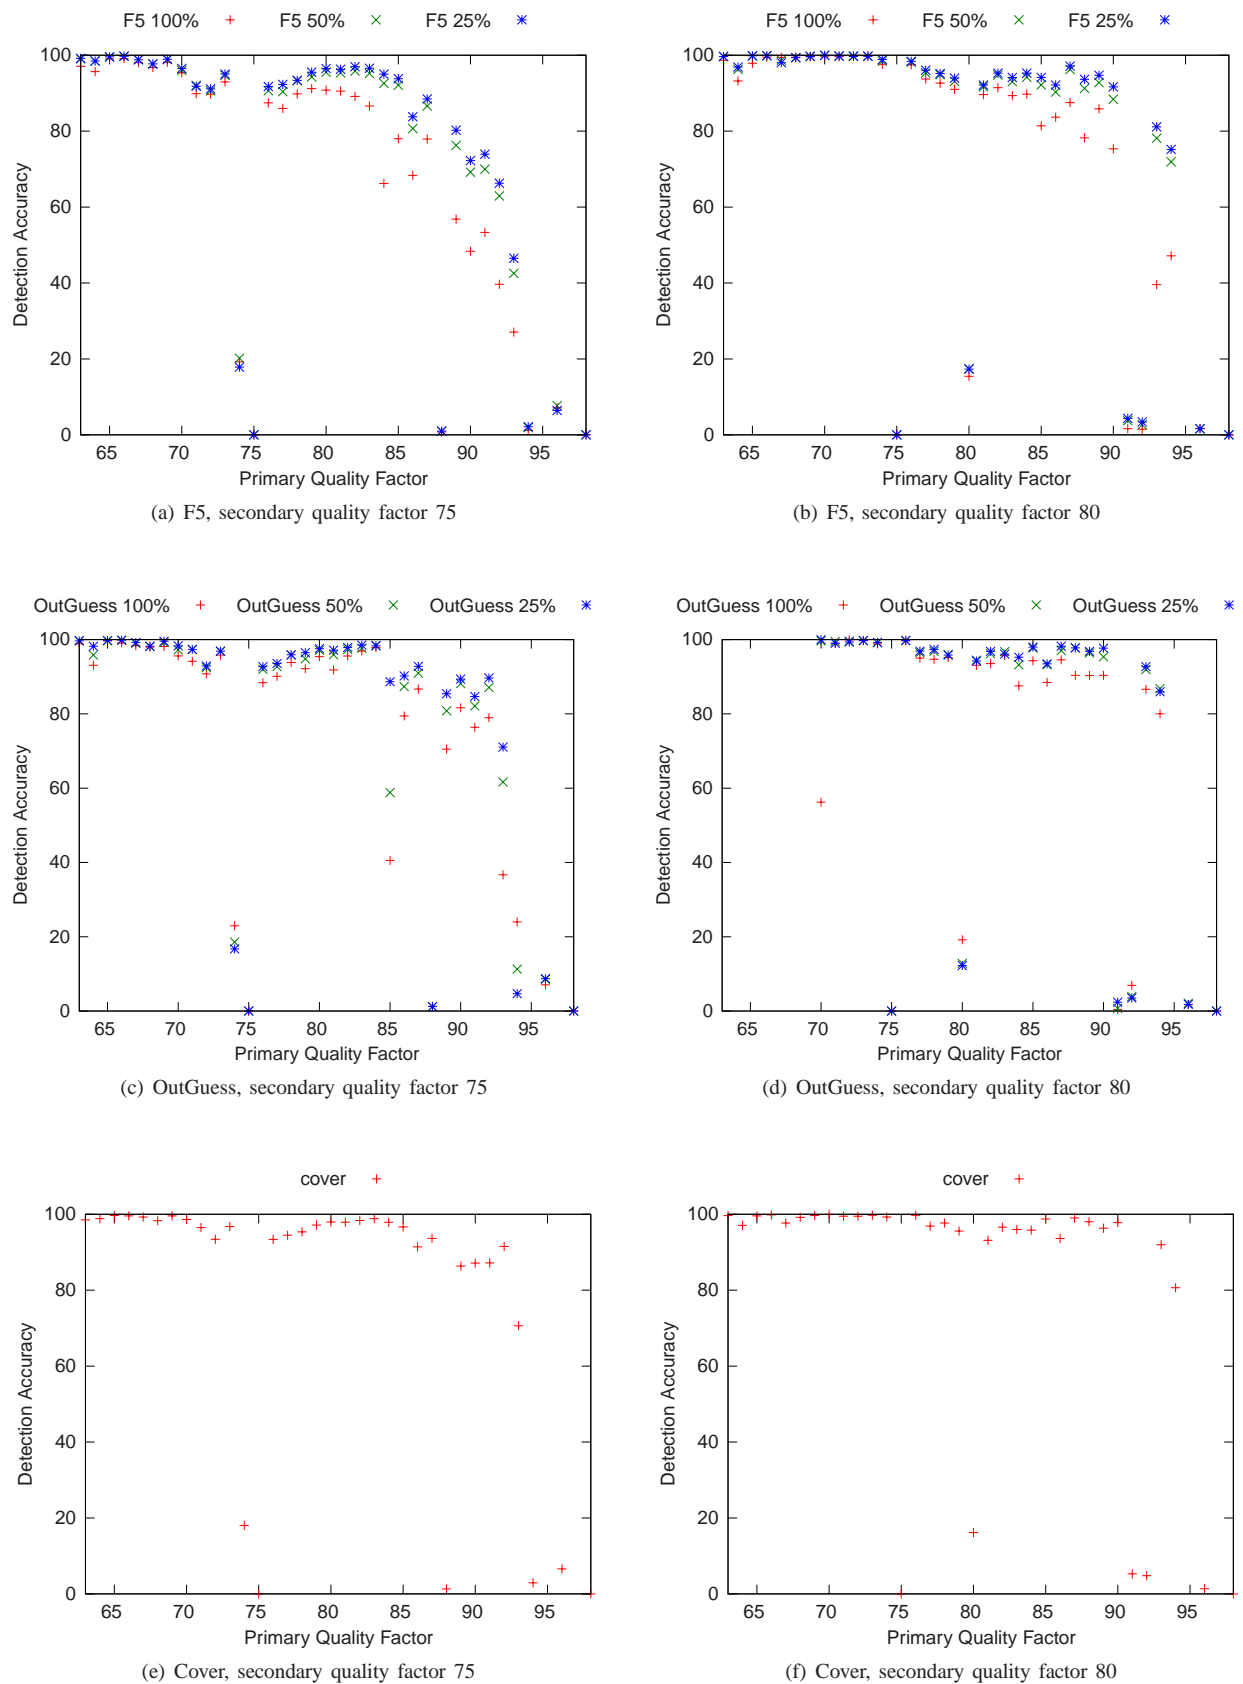 F5 100% F5 50% F5 25%
100
80
60
40
20
0
Detection Accuracy
65 70 75 80 85 90 95
Primary Quality Factor
(a) F5, secondary quality factor 75
F5 100% F5 50% F5 25%
100
80
60
40
20
0
Detection Accuracy
65 70 75 80 85 90 95
Primary Quality Factor
(b) F5, secondary quality factor 80
OutGuess 100% OutGuess 50% OutGuess 25%
100
80
60
40
20
0
Detection Accuracy
65 70 75 80 85 90 95
Primary Quality Factor
(c) OutGuess, secondary quality factor 75
OutGuess 100% OutGuess 50% OutGuess 25%
100
80
60
40
20
0
Detection Accuracy
65 70 75 80 85 90 95
Primary Quality Factor
(d) OutGuess, secondary quality factor 80
cover
100
80
60
40
20
0
Detection Accuracy
65 70 75 80 85 90 95
Primary Quality Factor
(e) Cover, secondary quality factor 75
cover
100
80
60
40
20
0
Detection Accuracy
65 70 75 80 85 90 95
Primary Quality Factor
(f) Cover, secondary quality factor 80